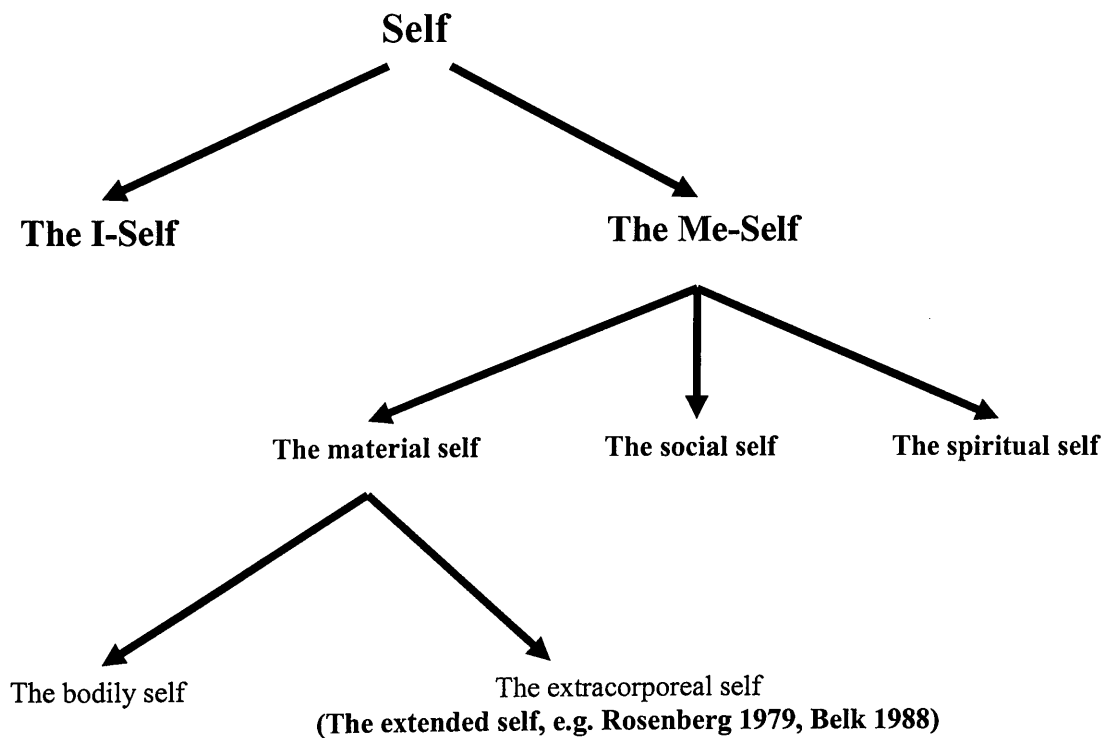 Self
The I-Self
The Me-Self
The material self
The social self
The spiritual self
The bodily self
The extracorporeal self
(The extended self, e.g. Rosenberg 1979, Belk 1988)